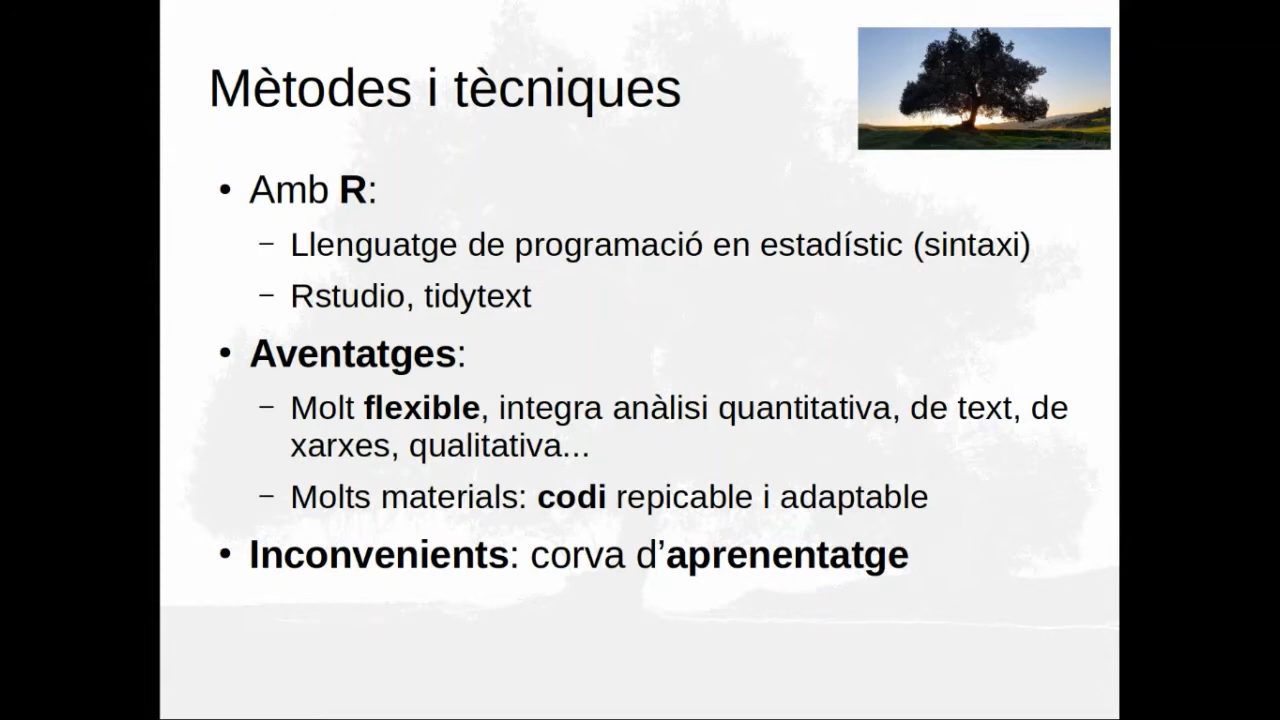 Mètodes i tècniques
• Amb R:
– Llenguatge de programació en estadístic (sintaxi)
– Rstudio, tidytext
• Aventatges:
– Molt flexible, integra anàlisi quantitativa, de text, de
xarxes, qualitativa...
– Molts materials: codi repicable i adaptable
• Inconvenients: corva d’aprenentatge